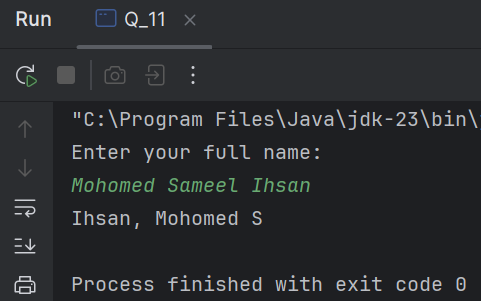 Run Q_11
"C:\Program Files\Java\jdk-23\bin\
Enter your full name:
Mohomed Sameel Ihsan
Ihsan, Mohomed S
Process finished with exit code 0